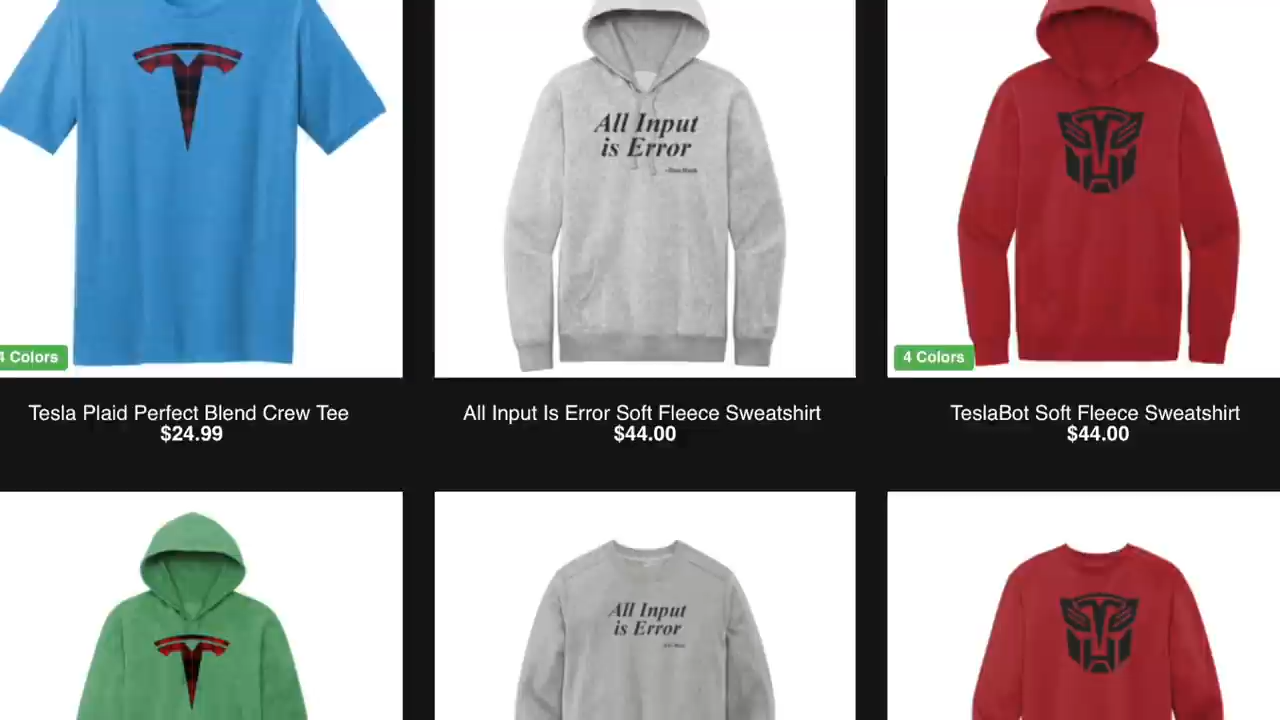 All Input
is Error
4 Colors
4 Colors
Tesla Plaid Perfect Blend Crew Tee
$24.99
All Input Is Error Soft Fleece Sweatshirt
$44.00
TeslaBot Soft Fleece Sweatshirt
$44.00
All Input
is Error